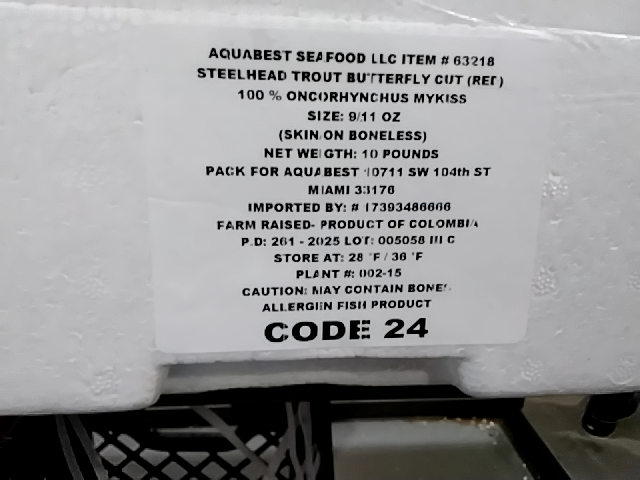 AQUABEST SEAFOOD LLC ITEM # 63218
STEELHEAD TROUT BUTTERFLY CUT (RED)
100 % ONCORHYNCHUS MYKISS
SIZE: 9/11 OZ
(SKIN ON BONELESS)
NET WEIGTH: 10 POUNDS
PACK FOR AQUABEST 10711 SW 104th ST
MIAMI 33176
IMPORTED BY: # 17393486666
FARM RAISED- PRODUCT OF COLOMBIA
P.D: 261 - 2025 LOT: 005058 III C
STORE AT: 28 °F / 36 °F
PLANT #: 002-15
CAUTION: MAY CONTAIN BONES
ALLERGEN FISH PRODUCT
CODE 24